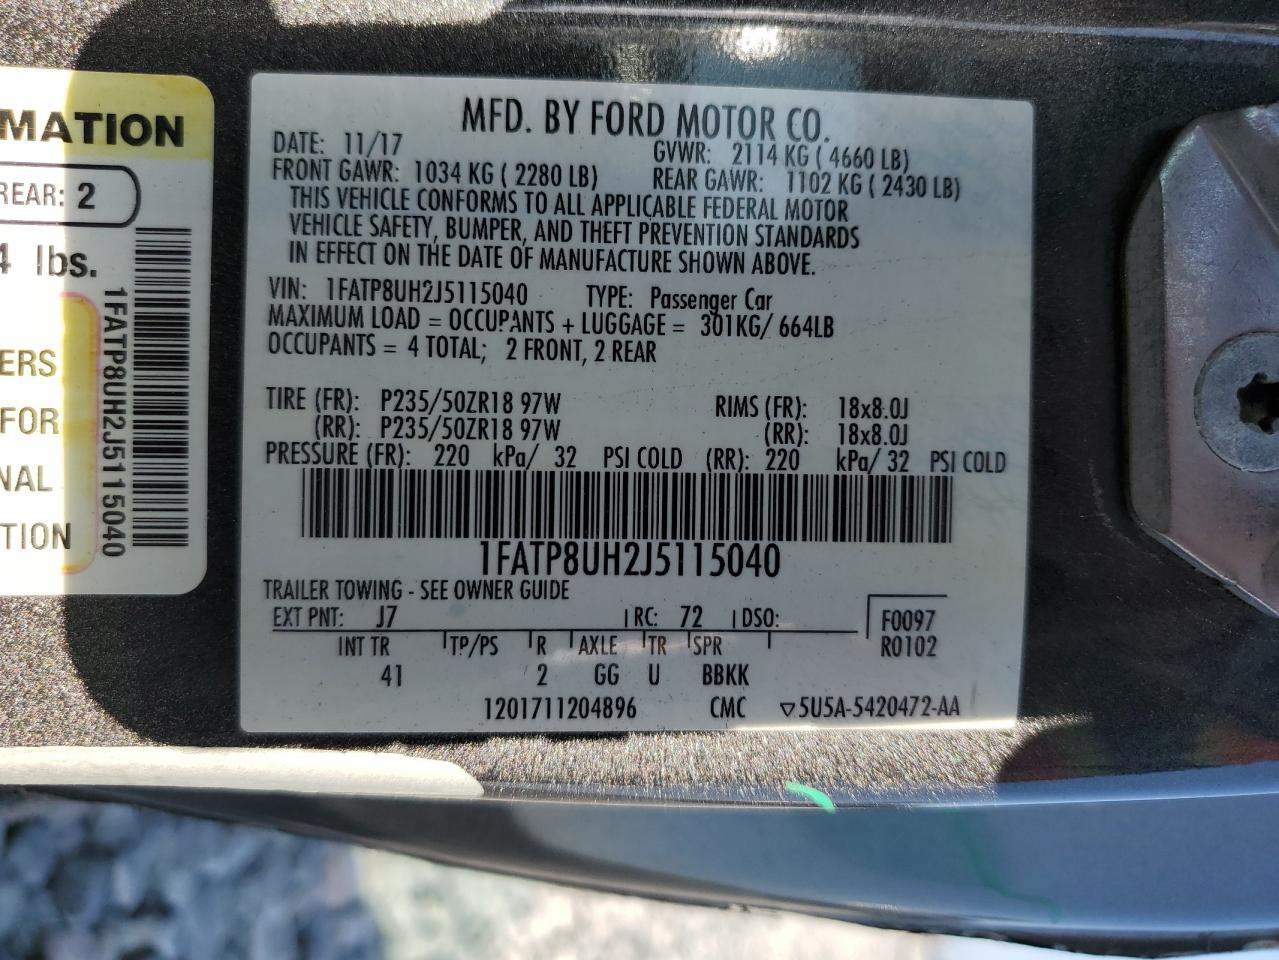 MATION
REAR: 2
4 lbs.
ERS
FOR
NAL
TION
1FATP8UH2J5115040
MFD. BY FORD MOTOR CO.
DATE: 11/17 GVWR: 2114 KG ( 4660 LB)
FRONT GAWR: 1034 KG ( 2280 LB) REAR GAWR: 1102 KG ( 2430 LB)
THIS VEHICLE CONFORMS TO ALL APPLICABLE FEDERAL MOTOR
VEHICLE SAFETY, BUMPER, AND THEFT PREVENTION STANDARDS
IN EFFECT ON THE DATE OF MANUFACTURE SHOWN ABOVE.
VIN: 1FATP8UH2J5115040 TYPE: Passenger Car
MAXIMUM LOAD = OCCUPANTS + LUGGAGE = 301KG/ 664LB
OCCUPANTS = 4 TOTAL; 2 FRONT, 2 REAR
TIRE (FR): P235/50ZR18 97W RIMS (FR): 18x8.0J
(RR): P235/50ZR18 97W (RR): 18x8.0J
PRESSURE (FR): 220 kPa/ 32 PSI COLD (RR): 220 kPa/ 32 PSI COLD
1FATP8UH2J5115040
TRAILER TOWING - SEE OWNER GUIDE
EXT PNT: J7 RC: 72 DSO: F0097
INT TR TP/PS R AXLE TR SPR R0102
41 2 GG U BBKK
1201711204896 CMC ▽5U5A-5420472-AA